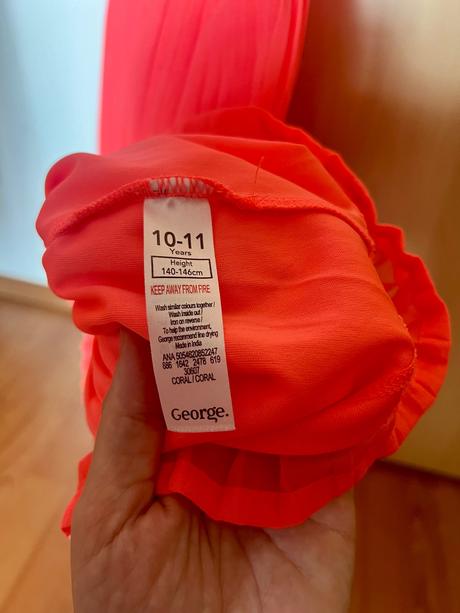 10-11
Years
Height
140-146cm
KEEP AWAY FROM FIRE
Wash similar colours together /
Wash inside out /
Iron on reverse /
To help the environment,
George recommend line drying
Made in India
ANA 5054620852247
686 1642 2478 619
30607
CORAL / CORAL
George.